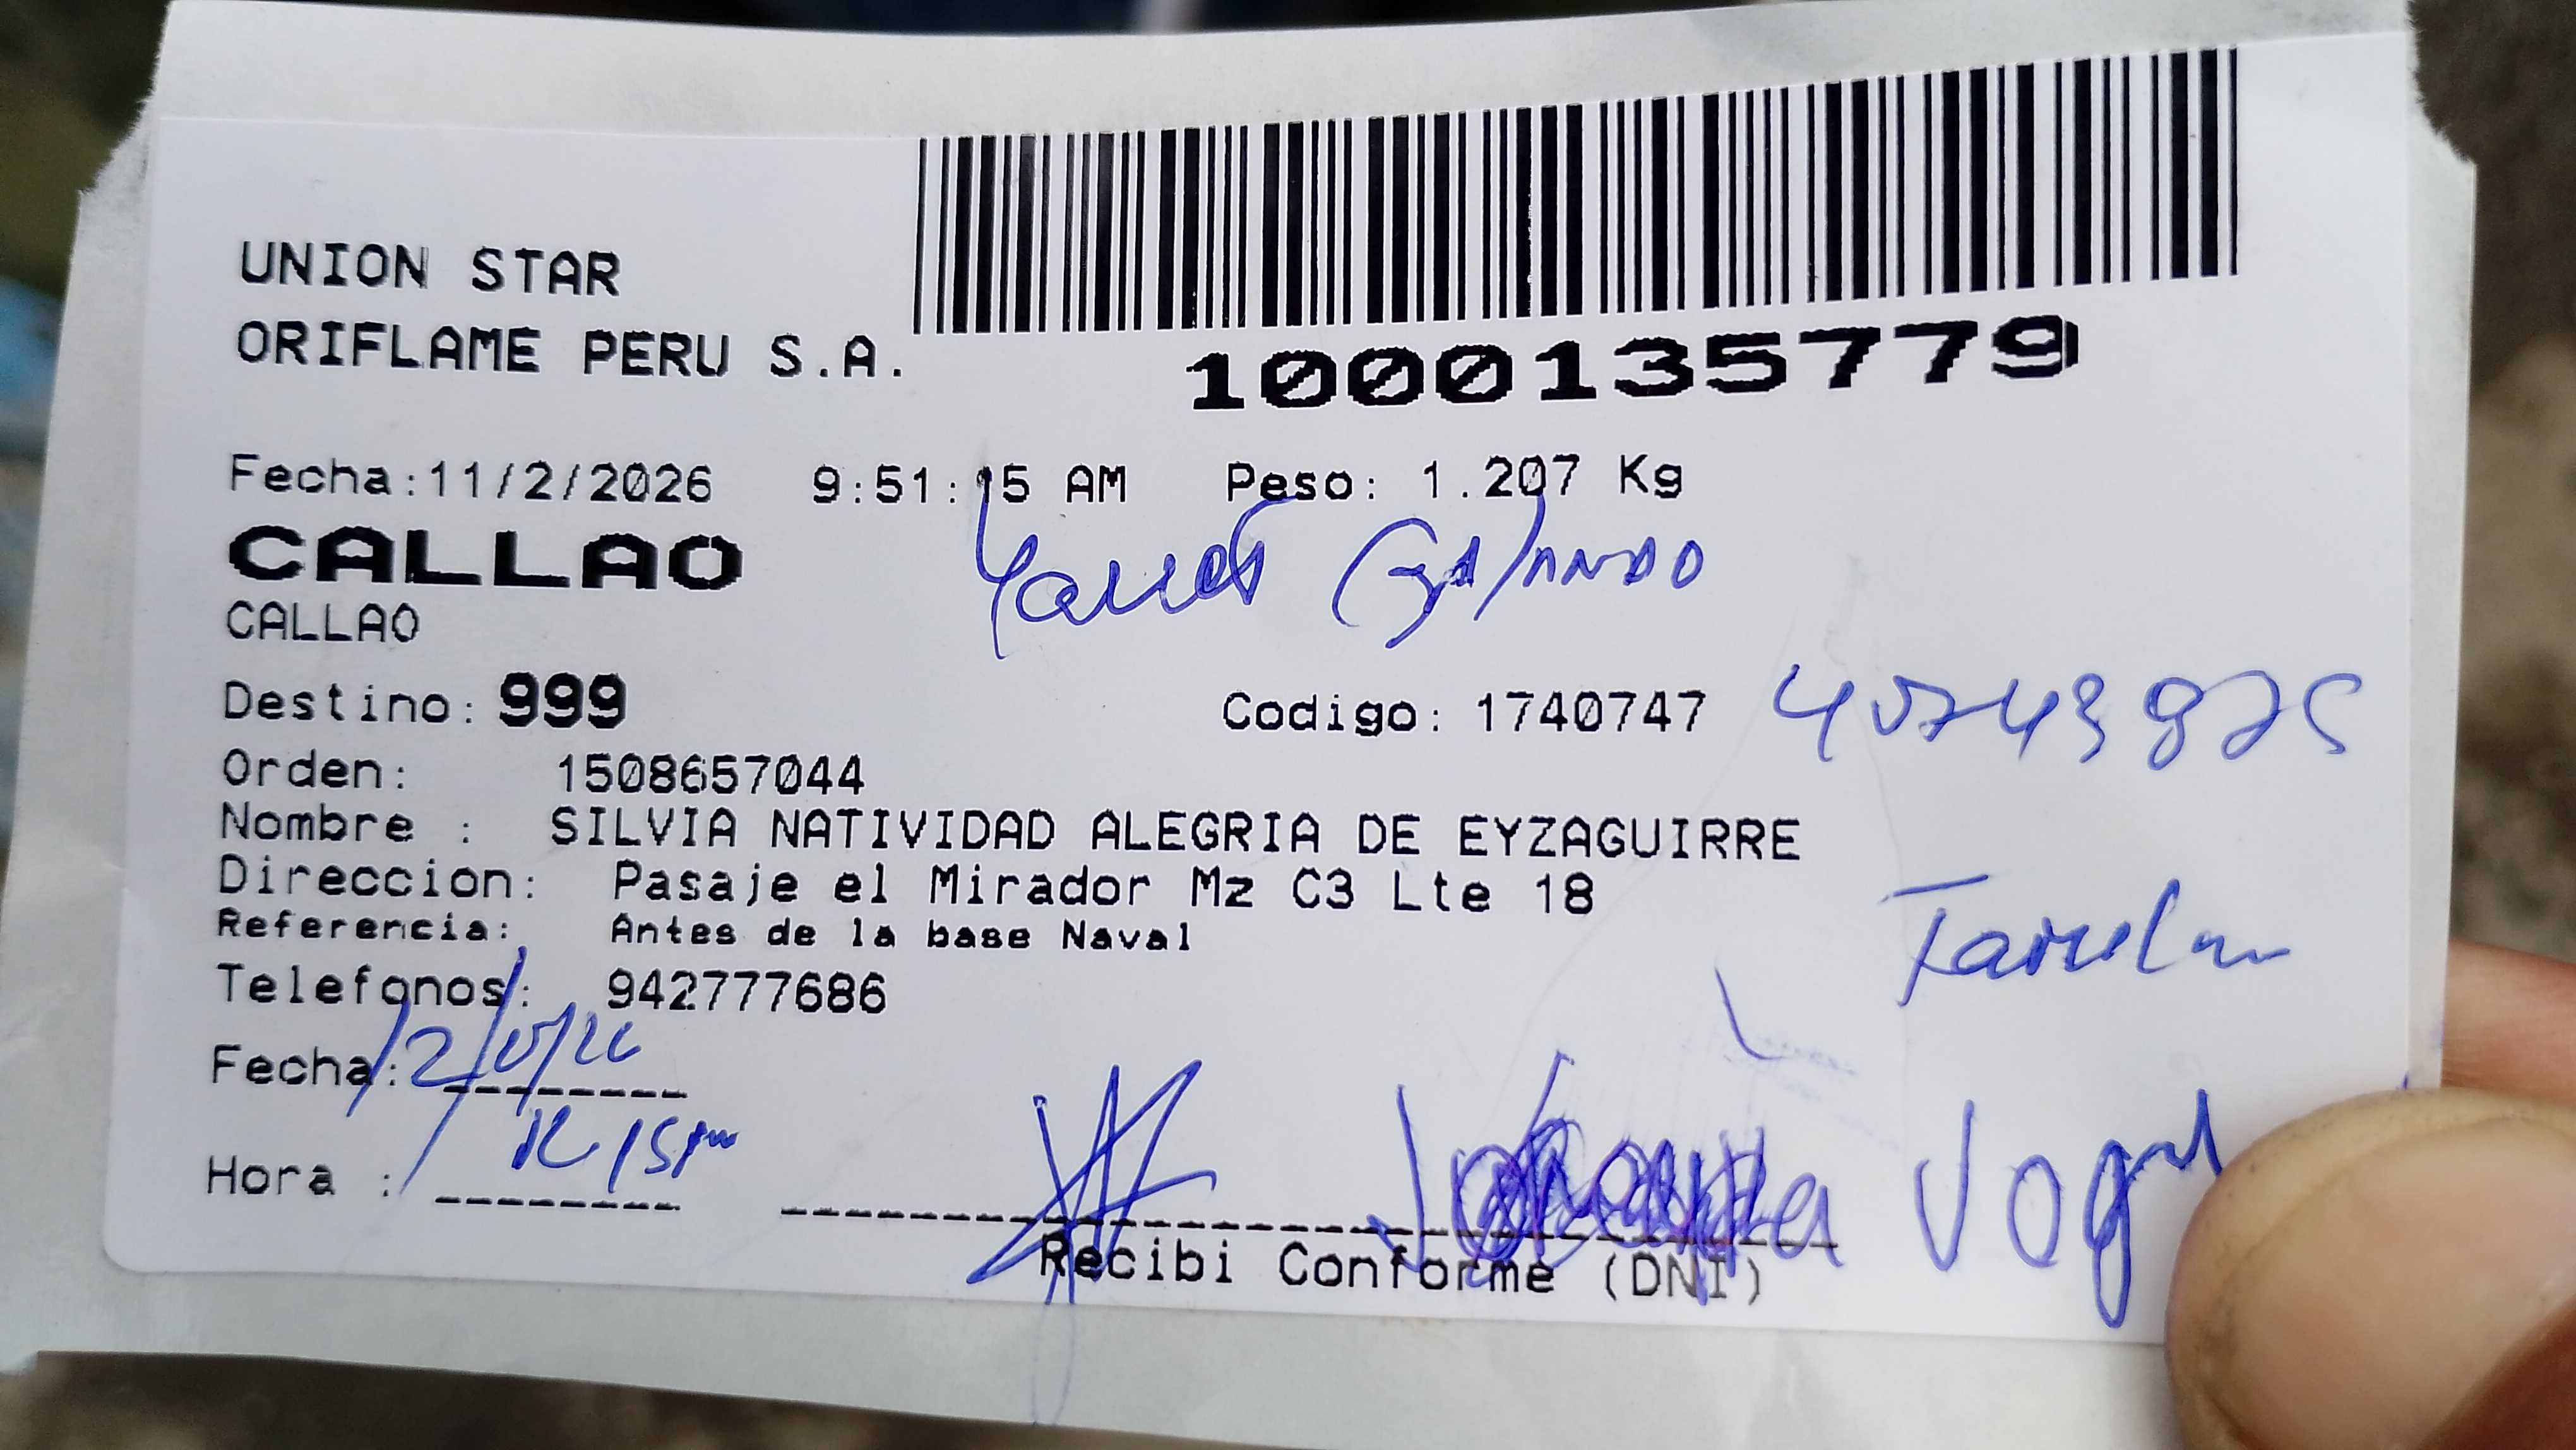 UNION STAR
ORIFLAME PERU S.A.
1000135779
Fecha:11/2/2026 9:51:15 AM Peso: 1.207 Kg
CALLAO
CALLAO
Destino: 999 Codigo: 1740747
Orden: 1508657044
Nombre : SILVIA NATIVIDAD ALEGRIA DE EYZAGUIRRE
Direccion: Pasaje el Mirador Mz C3 Lte 18
Referencia: Antes de la base Naval
Telefonos: 942777686
Fecha:
Hora : 12/15pm
Recibi Conforme (DNI)